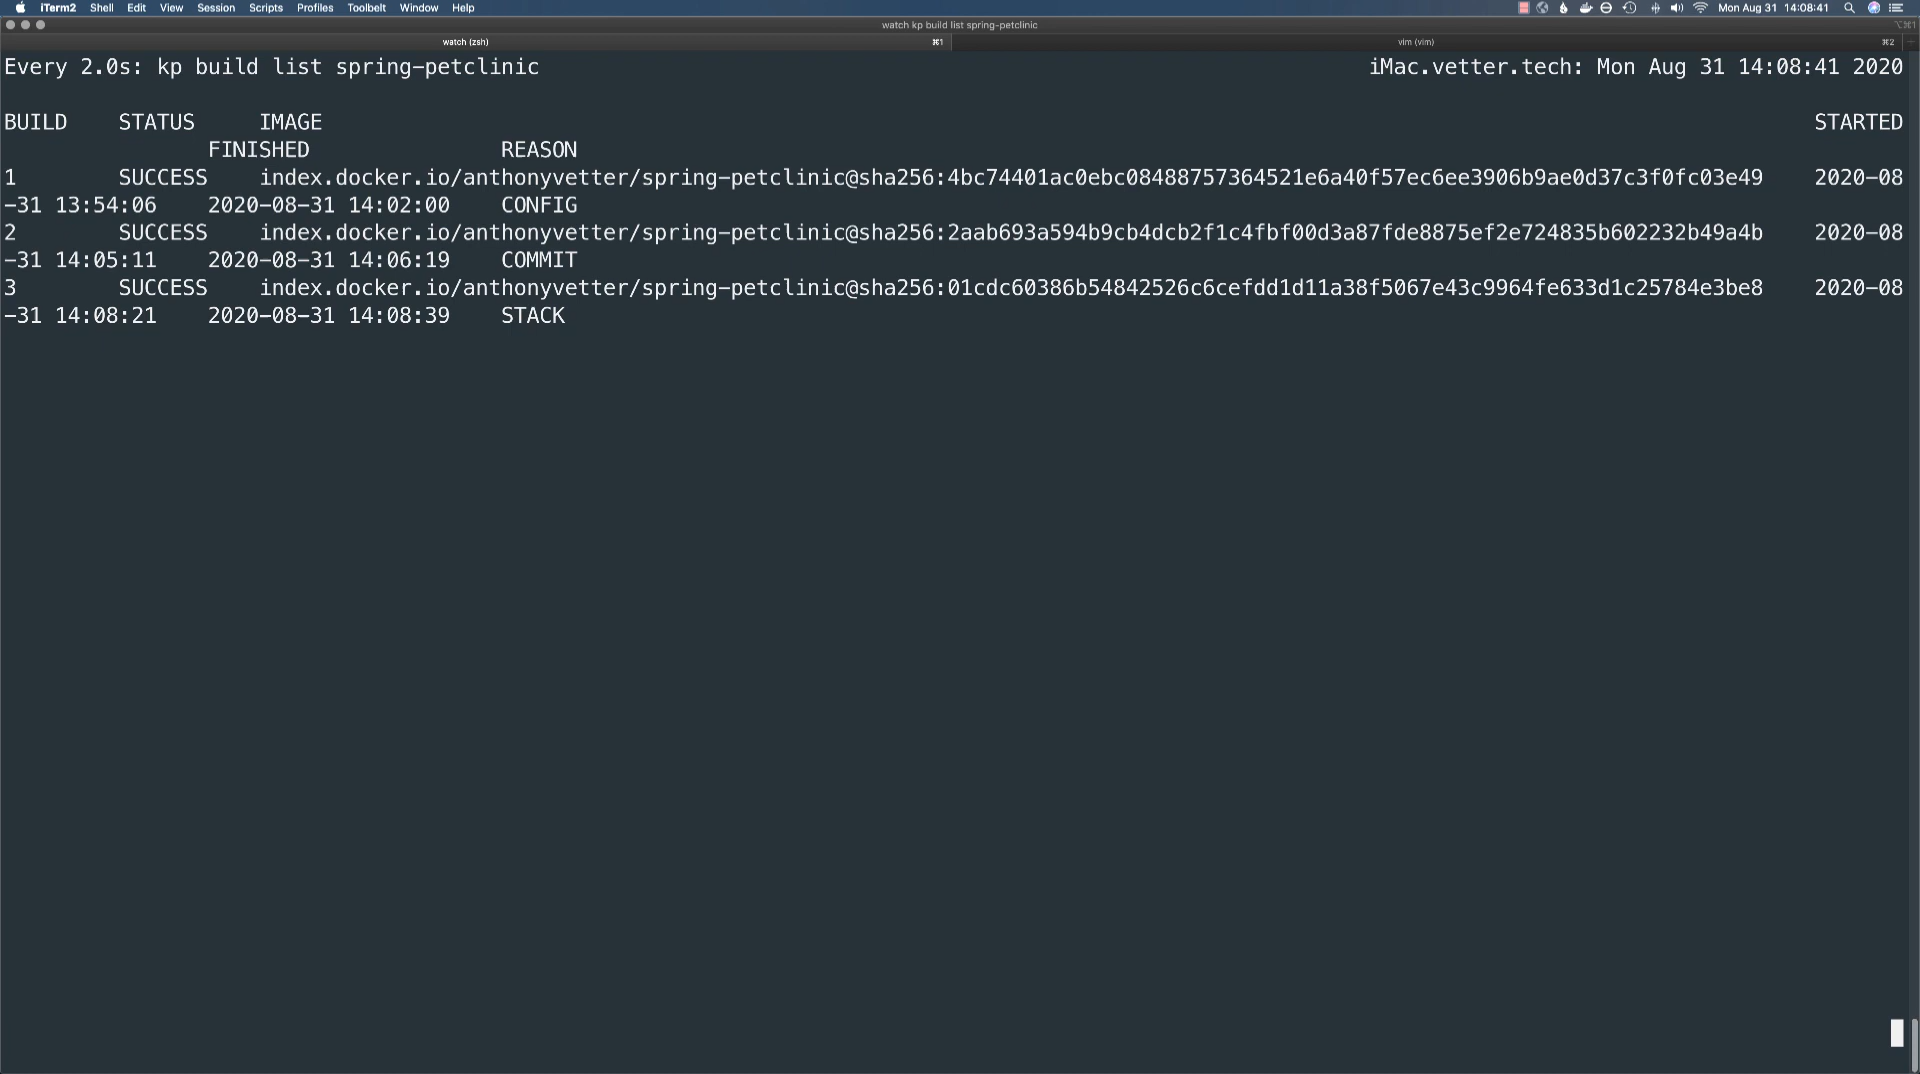 iTerm2 Shell Edit View Session Scripts Profiles Toolbelt Window Help Mon Aug 31 14:08:41
watch kp build list spring-petclinic ⌥⌘1
watch (zsh) ⌘1 vim (vim) ⌘2
Every 2.0s: kp build list spring-petclinic iMac.vetter.tech: Mon Aug 31 14:08:41 2020
BUILD STATUS IMAGE STARTED
FINISHED REASON
1 SUCCESS index.docker.io/anthonyvetter/spring-petclinic@sha256:4bc74401ac0ebc08488757364521e6a40f57ec6ee3906b9ae0d37c3f0fc03e49 2020-08
-31 13:54:06 2020-08-31 14:02:00 CONFIG
2 SUCCESS index.docker.io/anthonyvetter/spring-petclinic@sha256:2aab693a594b9cb4dcb2f1c4fbf00d3a87fde8875ef2e724835b602232b49a4b 2020-08
-31 14:05:11 2020-08-31 14:06:19 COMMIT
3 SUCCESS index.docker.io/anthonyvetter/spring-petclinic@sha256:01cdc60386b54842526c6cefdd1d11a38f5067e43c9964fe633d1c25784e3be8 2020-08
-31 14:08:21 2020-08-31 14:08:39 STACK